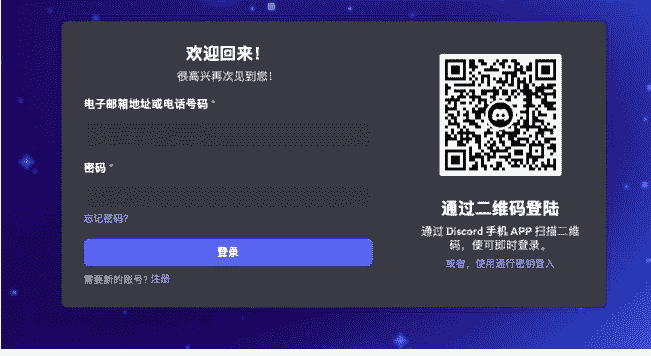 欢迎回来！
很高兴再次见到您！
电子邮箱地址或电话号码 *
密码 *
忘记密码？
登录
需要新的账号？注册
通过二维码登陆
通过 Discord 手机 APP 扫描二维
码，便可即时登录。
或者，使用通行密钥登入